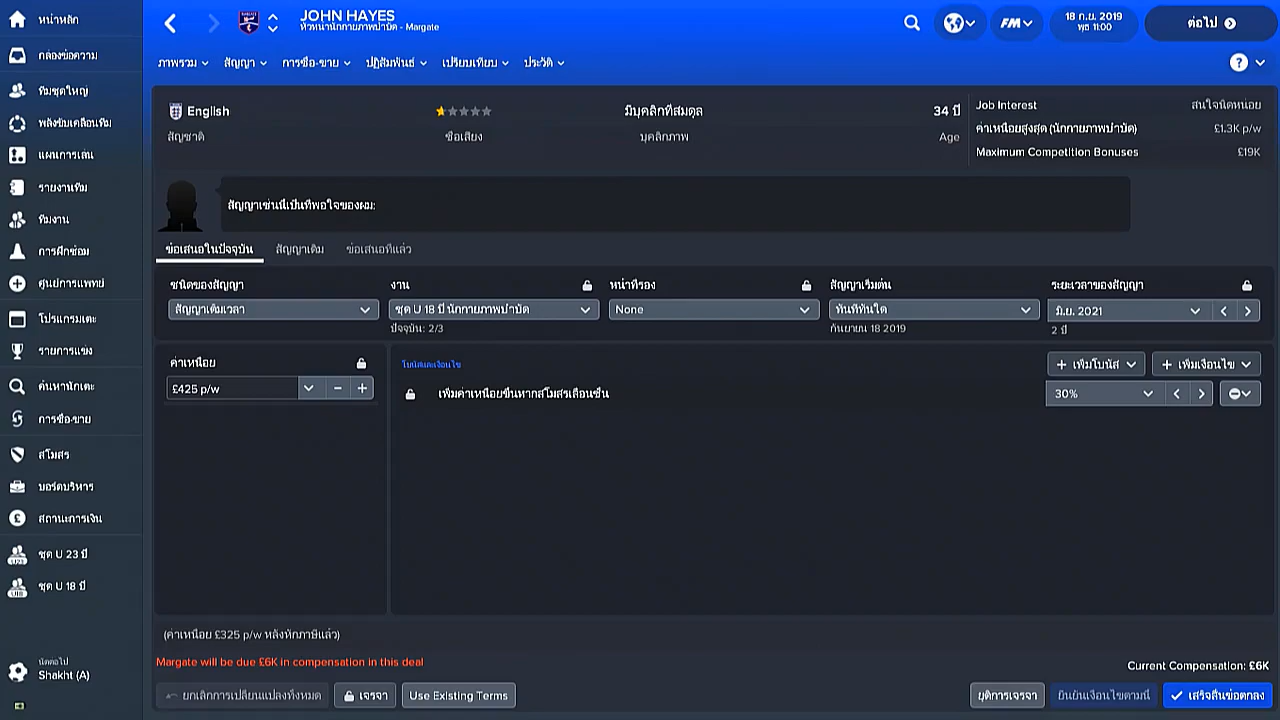 หน้าหลัก
กล่องข้อความ
ทีมชุดใหญ่
พลังขับเคลื่อนทีม
แผนการเล่น
รายงานทีม
ทีมงาน
การฝึกซ้อม
ศูนย์การแพทย์
โปรแกรมเตะ
รายการแข่ง
ค้นหานักเตะ
การซื้อ-ขาย
สโมสร
บอร์ดบริหาร
สถานะการเงิน
ชุด U 23 ปี
ชุด U 18 ปี
นัดต่อไป
Shakht (A)
JOHN HAYES
หัวหน้านักกายภาพบำบัด - Margate
FM
18 ก.ย. 2019
พุธ 11:00
ต่อไป
ภาพรวม
สัญญา
การซื้อ-ขาย
ปฏิสัมพันธ์
เปรียบเทียบ
ประวัติ
English
สัญชาติ
ชื่อเสียง
มีบุคลิกที่สมดุล
บุคลิกภาพ
34 ปี
Age
Job Interest สนใจนิดหน่อย
ค่าเหนื่อยสูงสุด (นักกายภาพบำบัด) £1.3K p/w
Maximum Competition Bonuses £19K
สัญญาเช่นนี้เป็นที่พอใจของผม:
ข้อเสนอในปัจจุบัน
สัญญาเดิม
ข้อเสนอที่แล้ว
ชนิดของสัญญา
สัญญาเต็มเวลา
งาน
ชุด U 18 ปี นักกายภาพบำบัด
ปัจจุบัน: 2/3
หน้าที่รอง
None
สัญญาเริ่มต้น
ทันทีทันใด
กันยายน 18 2019
ระยะเวลาของสัญญา
มิ.ย. 2021
2 ปี
ค่าเหนื่อย
£425 p/w
โบนัสและเงื่อนไข
+ เพิ่มโบนัส
+ เพิ่มเงื่อนไข
เพิ่มค่าเหนื่อยขึ้นหากสโมสรเลื่อนชั้น
30%
(ค่าเหนื่อย £325 p/w หลังหักภาษีแล้ว)
Margate will be due £6K in compensation in this deal
Current Compensation: £6K
ยกเลิกการเปลี่ยนแปลงทั้งหมด
เจรจา
Use Existing Terms
ยุติการเจรจา
ยืนยันเงื่อนไขตามนี้
เสร็จสิ้นข้อตกลง